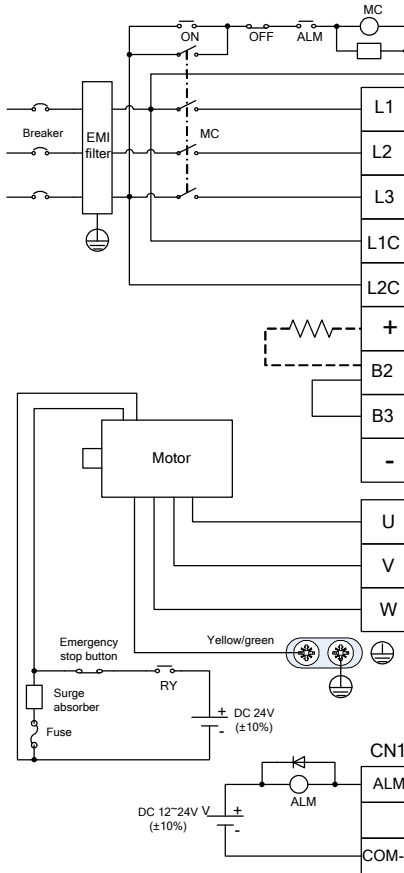 MC
ON
OFF
ALM
Breaker
EMI
filter
MC
L1
L2
L3
L1C
L2C
+
B2
B3
-
Motor
U
V
W
Emergency
stop button
RY
Yellow/green
Surge
absorber
Fuse
+
-
DC 24V
(±10%)
CN1
ALM
ALM
DC 12~24V V
(±10%)
+
-
COM-